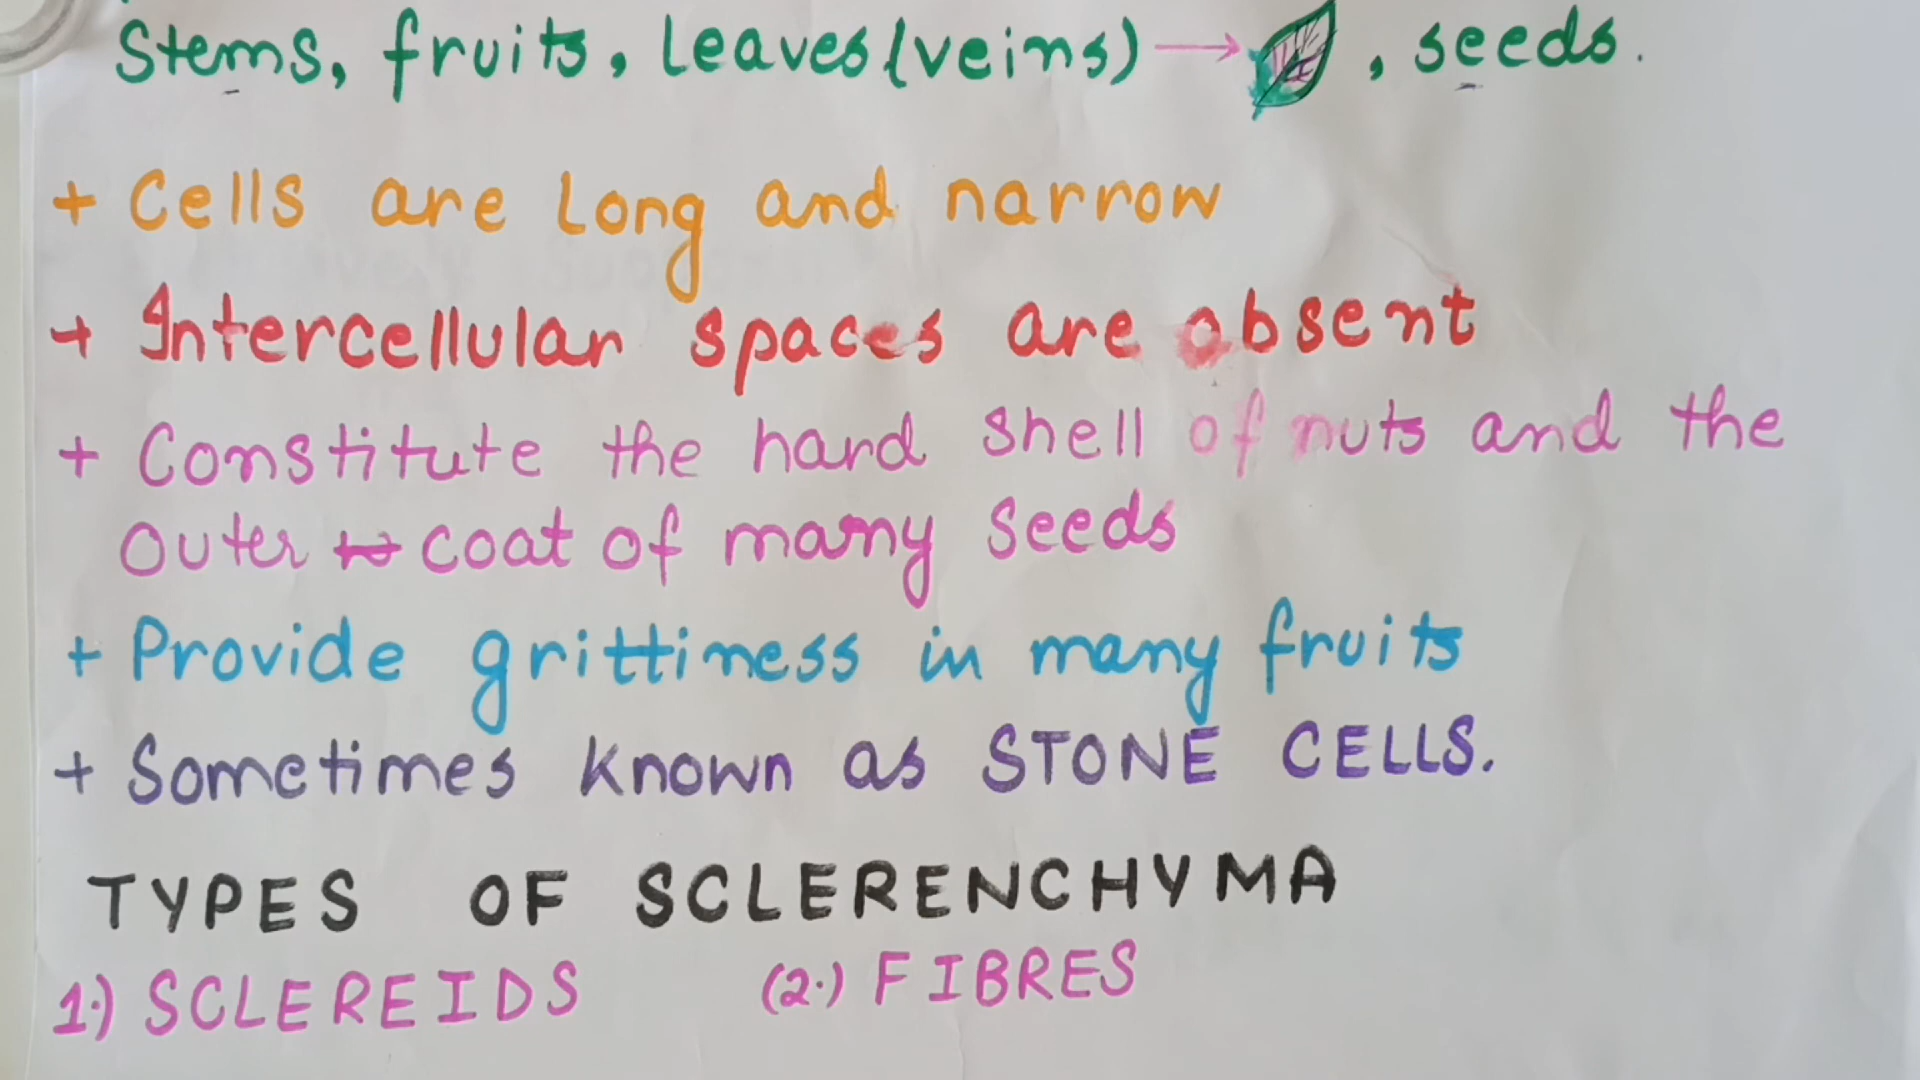 Stems, fruits, leaves (veins) → , seeds.
+ Cells are long and narrow
+ Intercellular spaces are absent
+ Constitute the hard shell of nuts and the
outer coat of many seeds
+ Provide grittiness in many fruits
+ Sometimes known as STONE CELLS.
TYPES OF SCLERENCHYMA
1.) SCLEREIDS (2.) FIBRES